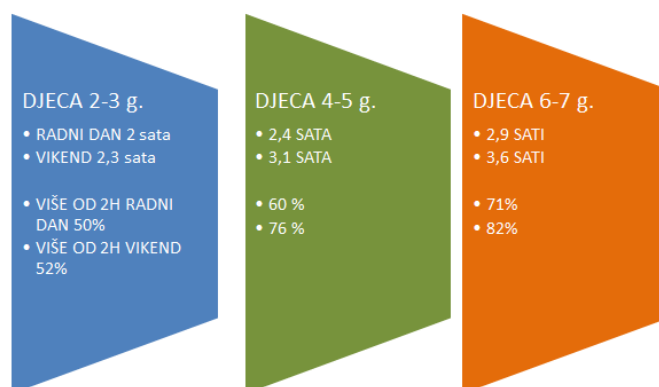 DJECA 2-3 g.
• RADNI DAN 2 sata
• VIKEND 2,3 sata
• VIŠE OD 2H RADNI
DAN 50%
• VIŠE OD 2H VIKEND
52%
DJECA 4-5 g.
• 2,4 SATA
• 3,1 SATA
• 60 %
• 76 %
DJECA 6-7 g.
• 2,9 SATI
• 3,6 SATI
• 71%
• 82%